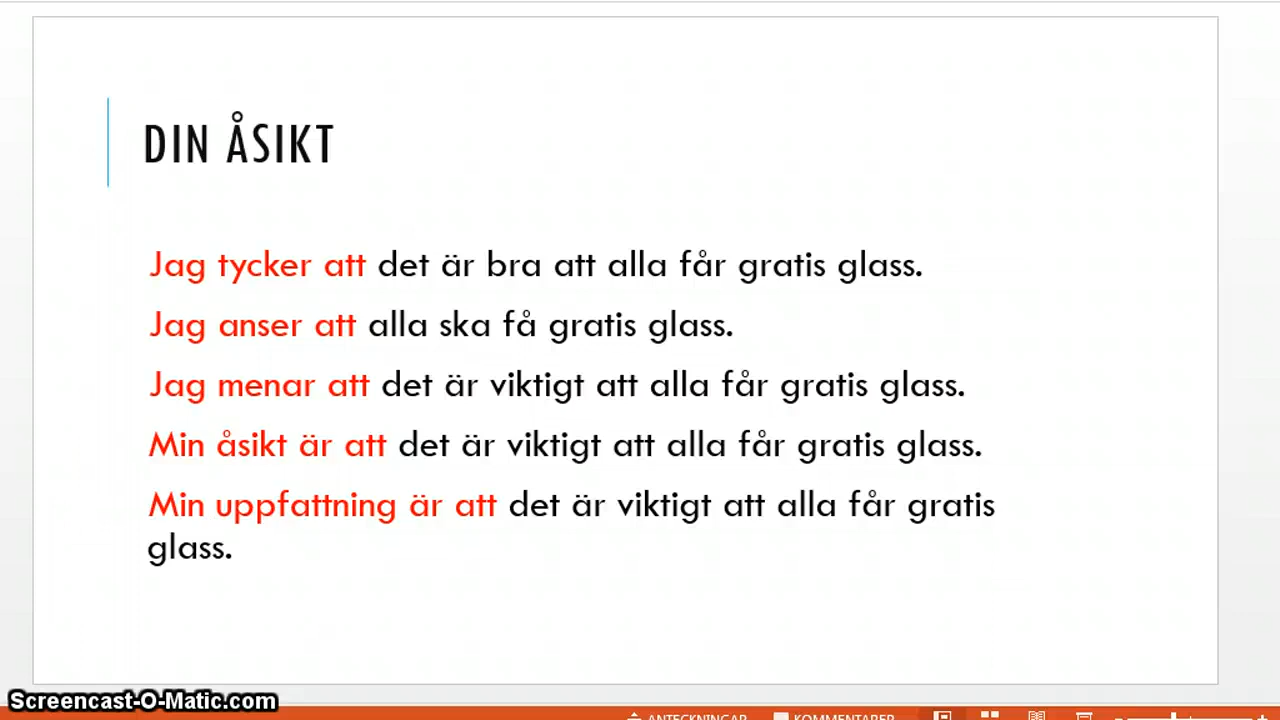 DIN ÅSIKT
Jag tycker att det är bra att alla får gratis glass.
Jag anser att alla ska få gratis glass.
Jag menar att det är viktigt att alla får gratis glass.
Min åsikt är att det är viktigt att alla får gratis glass.
Min uppfattning är att det är viktigt att alla får gratis
glass.
Screencast-O-Matic.com
ANTECKNINGAR KOMMENTARER